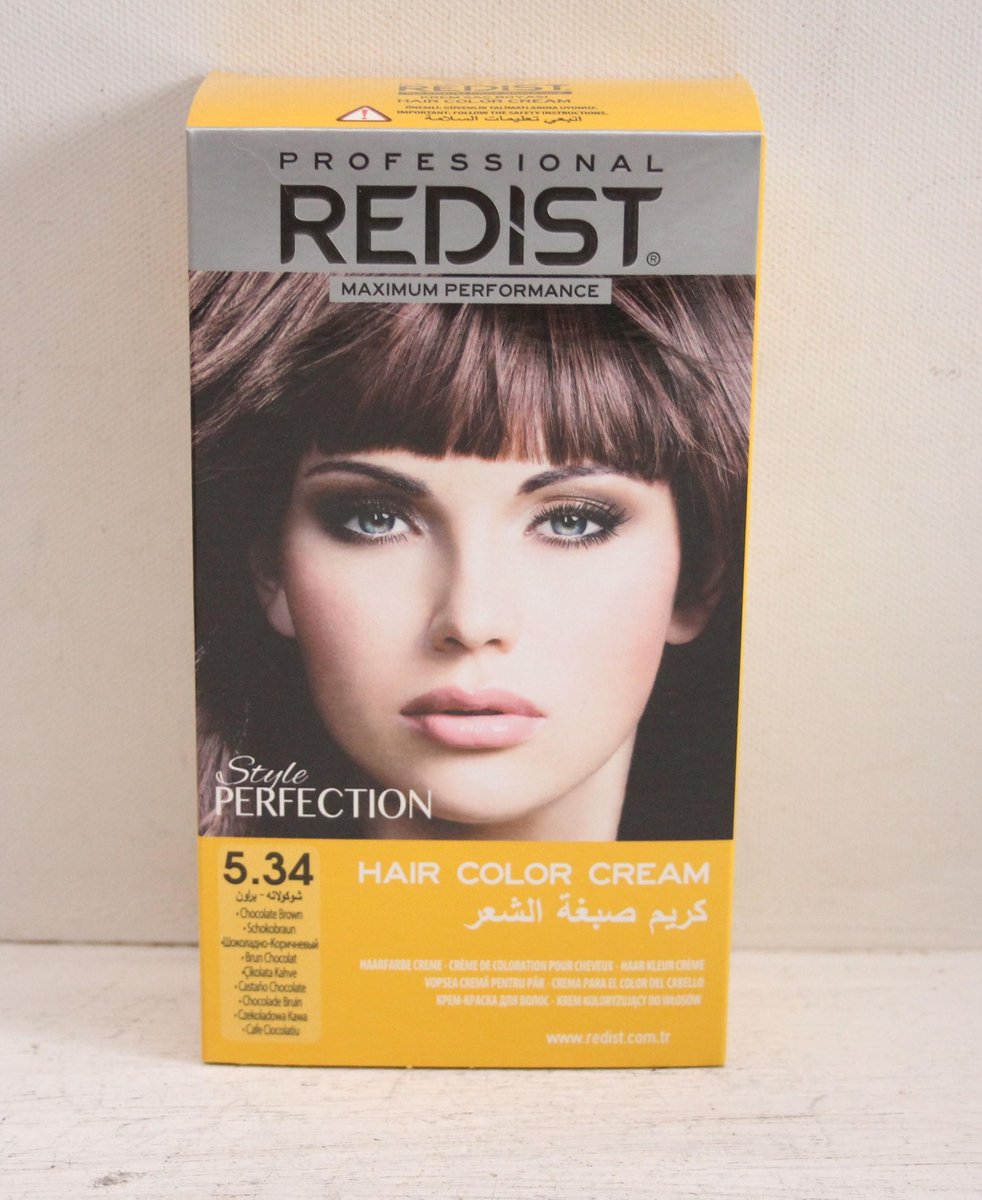 REDIST
HAIR COLOR CREAM
ÖNEMLİ: GÜVENLİK TALİMATLARINA UYUNUZ.
IMPORTANT: FOLLOW THE SAFETY INSTRUCTIONS.
اتبعي تعليمات السلامة
PROFESSIONAL
REDIST®
MAXIMUM PERFORMANCE
Style
PERFECTION
5.34
شوكولاته - براون
•Chocolate Brown
•Schokobraun
•Шоколадно-Коричневый
•Brun Chocolat
•Çikolata Kahve
•Castaño Chocolate
•Chocolade Bruin
•Czekoladowa Kawa
•Cafe Ciocolatiu
HAIR COLOR CREAM
كريم صبغة الشعر
HAARFARBE CREME - CRÈME DE COLORATION POUR CHEVEUX - HAAR KLEUR CRÈME
VOPSEA CREMĂ PENTRU PĂR - CREMA PARA EL COLOR DEL CABELLO
КРЕМ-КРАСКА ДЛЯ ВОЛОС - KREM KOLORYZUJĄCY DO WŁOSÓW
www.redist.com.tr